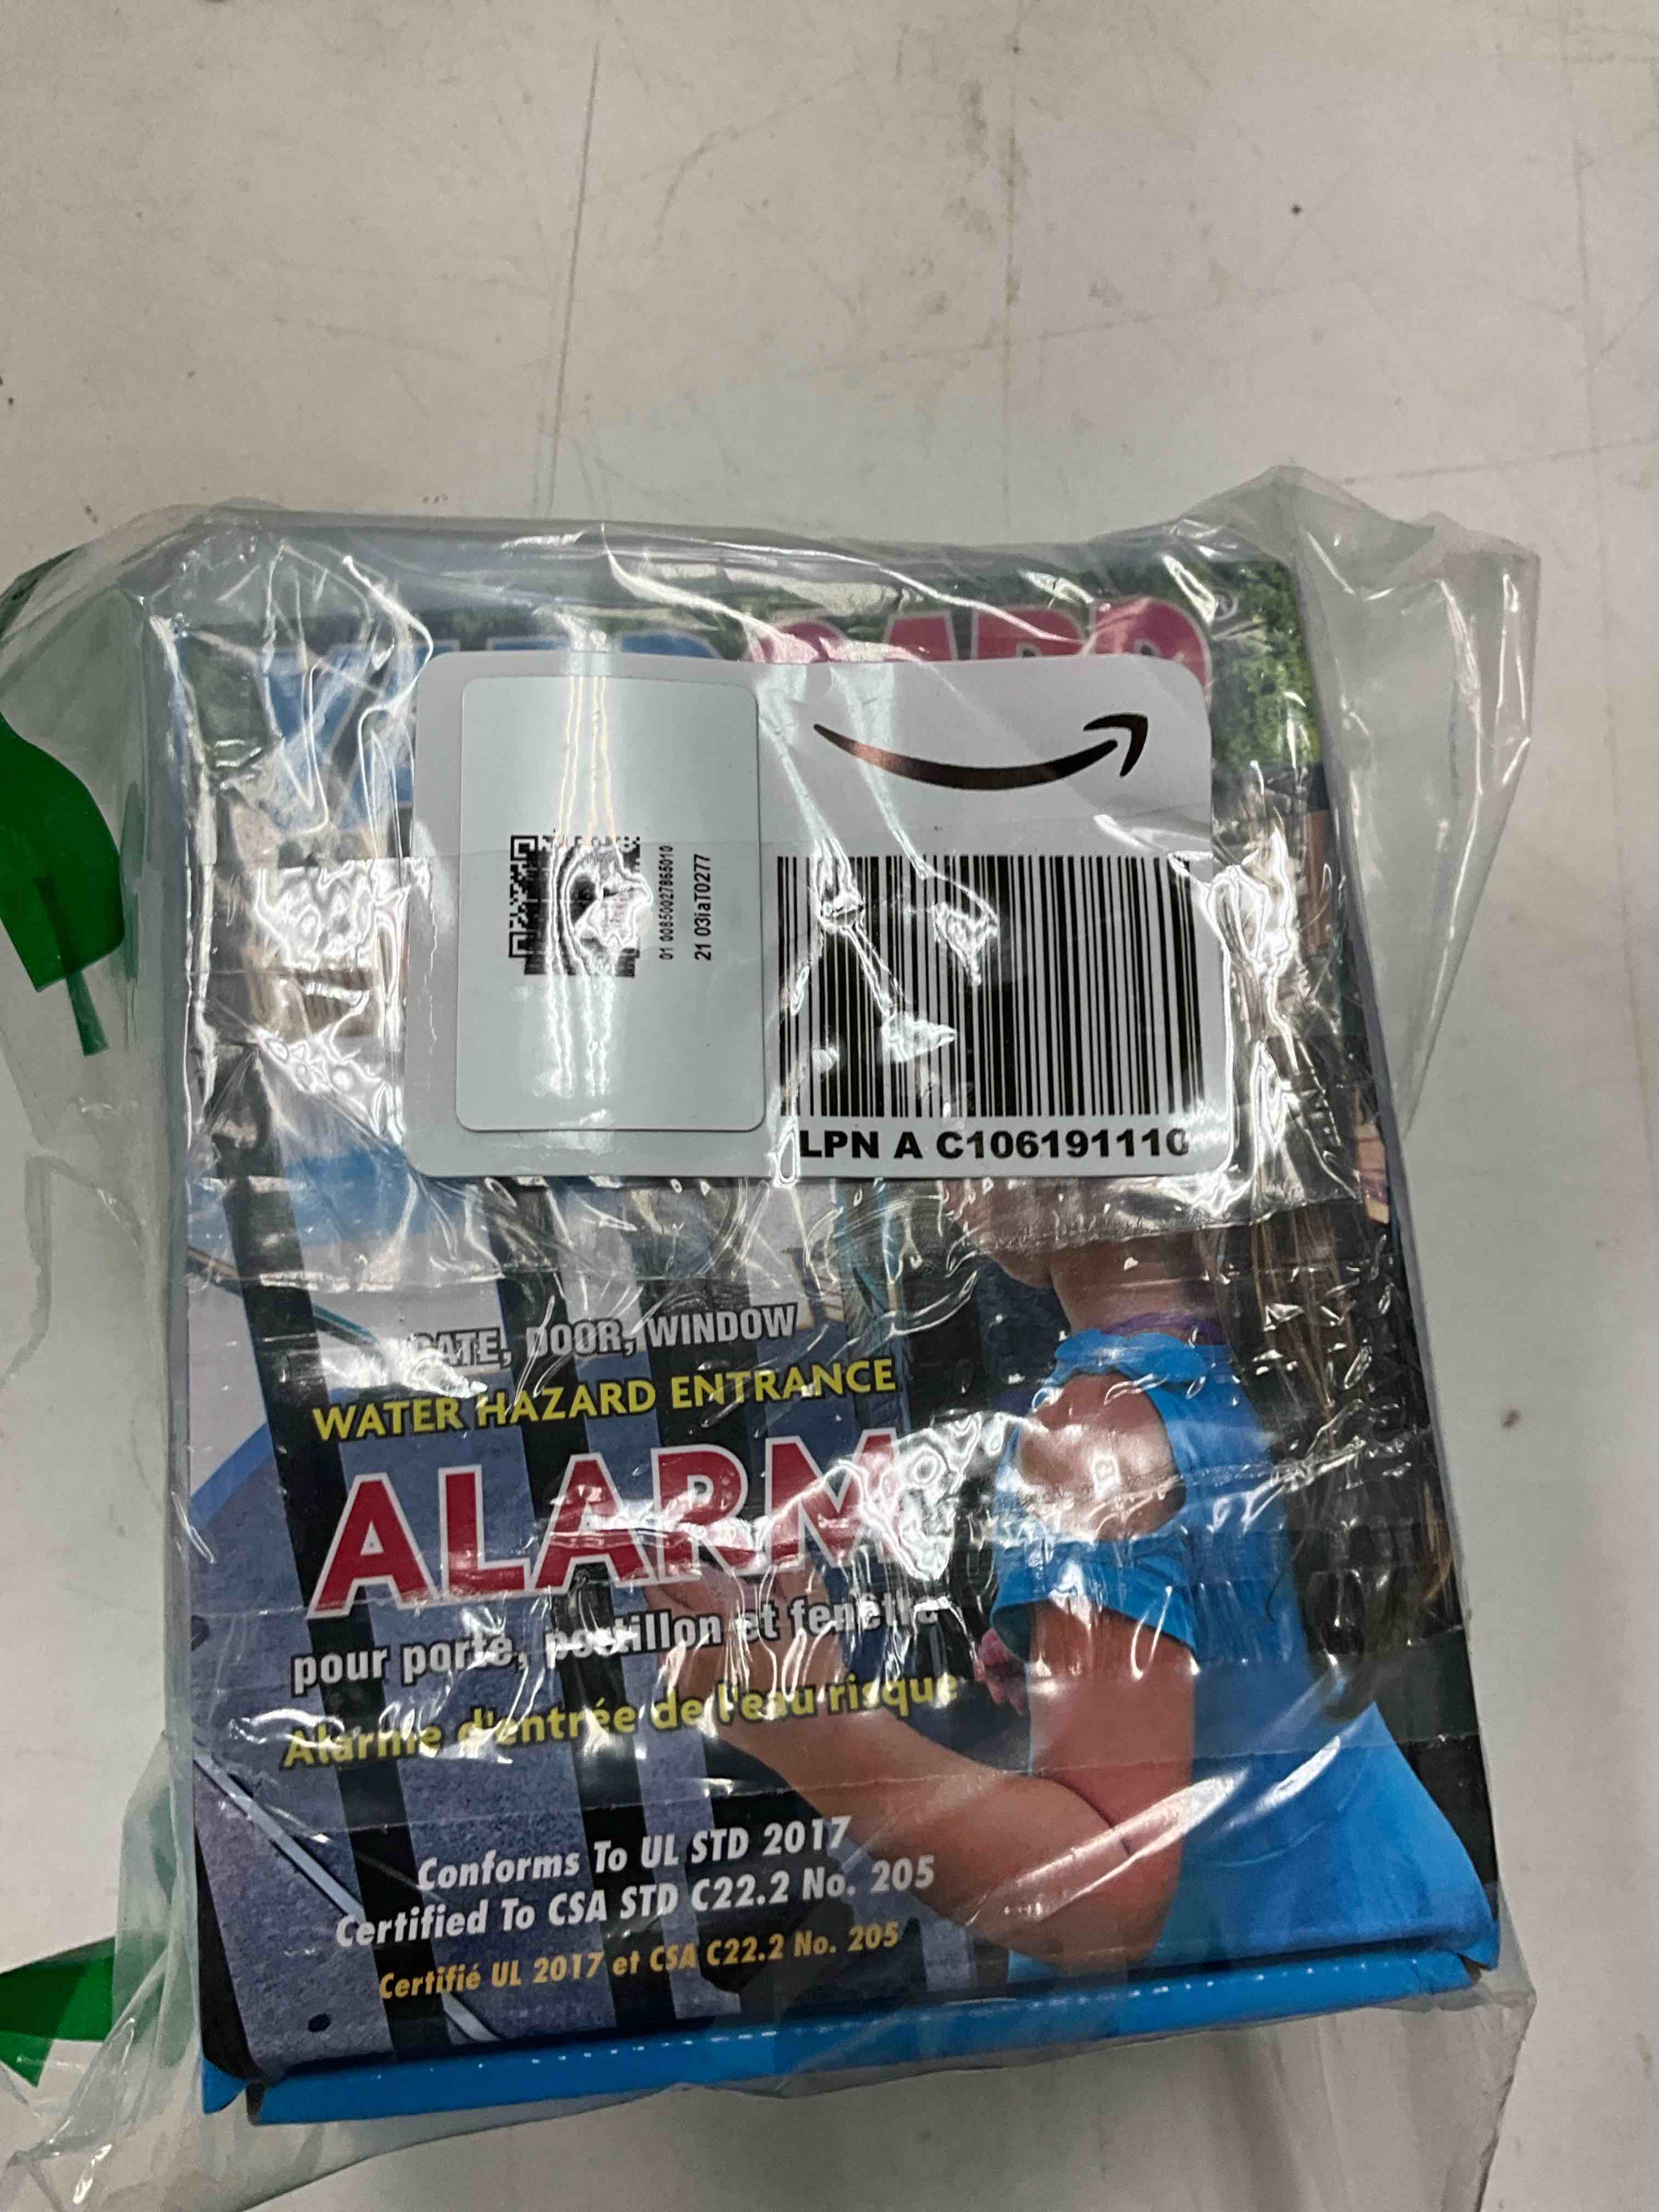 01 00850027865010
21 03iaT0277
GATE, DOOR, WINDOW
WATER HAZARD ENTRANCE
ALARM
pour porte, portillon et fenêtre
Alarme d'entrée de l'eau risque
Conforms To UL STD 2017
Certified To CSA STD C22.2 No. 205
Certifié UL 2017 et CSA C22.2 No. 205
LPN A C106191110